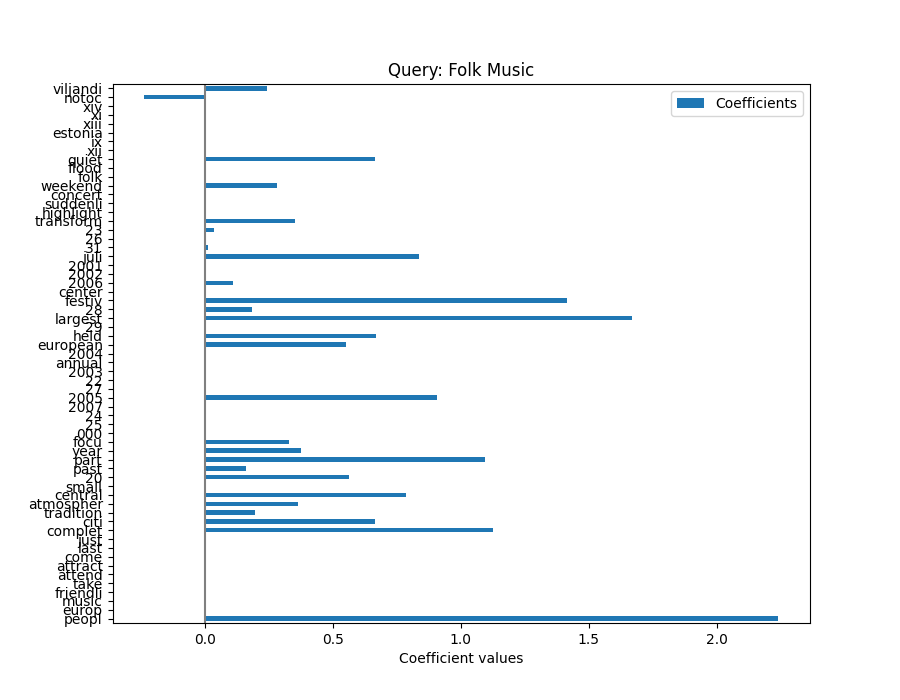 Query: Folk Music
viljandi
notoc
xiv
xi
xiii
estonia
ix
xii
quiet
flood
folk
weekend
concert
suddenli
highlight
transform
23
26
31
juli
2001
2002
2006
center
festiv
28
largest
29
held
european
2004
annual
2003
22
27
2005
2007
24
25
000
focu
year
part
past
20
small
central
atmospher
tradition
citi
complet
just
last
come
attract
attend
take
friendli
music
europ
peopl
Coefficients
0.0 0.5 1.0 1.5 2.0
Coefficient values